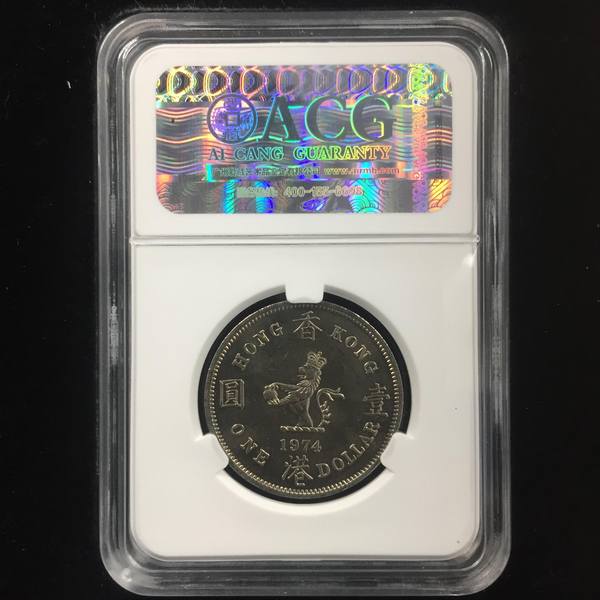 ACG
AI CANG GUARANTY
HONG 香 KONG
圓 壹
1974
ONE 港 DOLLAR